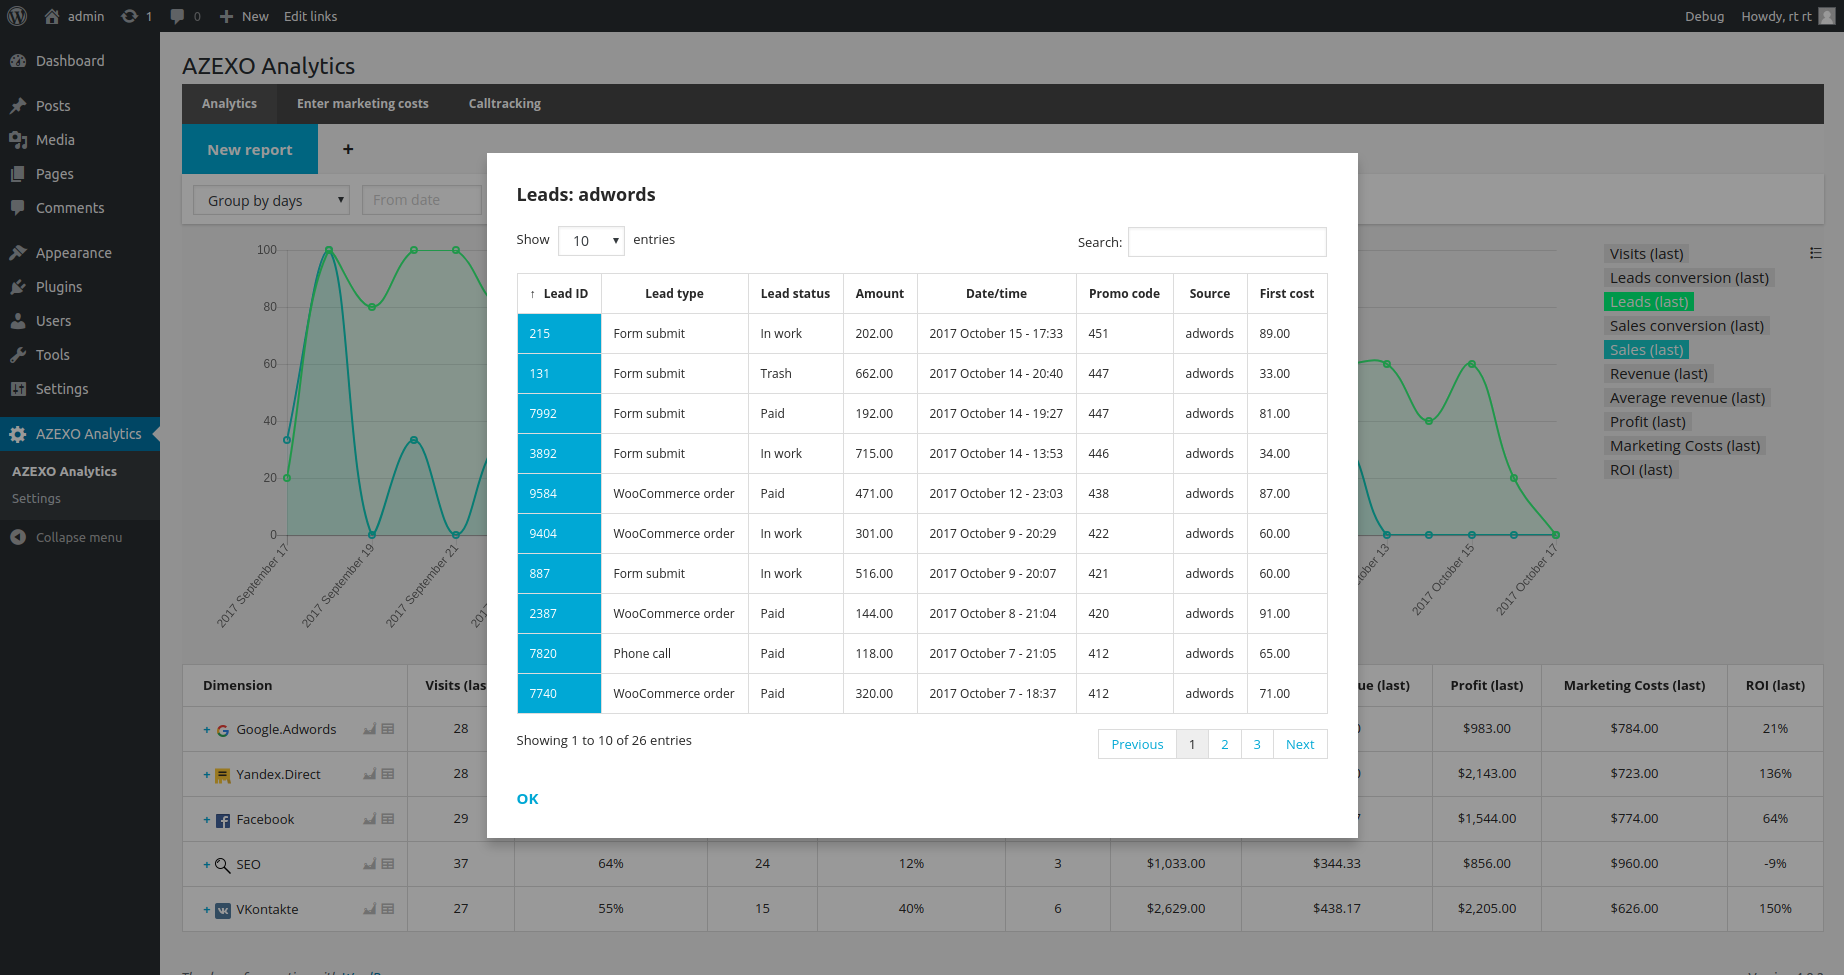 admin 1 0 New Edit links Debug Howdy, rt rt
Dashboard
Posts
Media
Pages
Comments
Appearance
Plugins
Users
Tools
Settings
AZEXO Analytics
AZEXO Analytics
Settings
Collapse menu
AZEXO Analytics
Analytics Enter marketing costs Calltracking
New report +
Group by days From date
100
80
60
40
20
0
2017 September 17
2017 September 19
2017 September 21
2017 October 15
2017 October 17
Visits (last)
Leads conversion (last)
Leads (last)
Sales conversion (last)
Sales (last)
Revenue (last)
Average revenue (last)
Profit (last)
Marketing Costs (last)
ROI (last)
Leads: adwords
Show 10 entries Search:
↑ Lead ID Lead type Lead status Amount Date/time Promo code Source First cost
215 Form submit In work 202.00 2017 October 15 - 17:33 451 adwords 89.00
131 Form submit Trash 662.00 2017 October 14 - 20:40 447 adwords 33.00
7992 Form submit Paid 192.00 2017 October 14 - 19:27 447 adwords 81.00
3892 Form submit In work 715.00 2017 October 14 - 13:53 446 adwords 34.00
9584 WooCommerce order Paid 471.00 2017 October 12 - 23:03 438 adwords 87.00
9404 WooCommerce order In work 301.00 2017 October 9 - 20:29 422 adwords 60.00
887 Form submit In work 516.00 2017 October 9 - 20:07 421 adwords 60.00
2387 WooCommerce order Paid 144.00 2017 October 8 - 21:04 420 adwords 91.00
7820 Phone call Paid 118.00 2017 October 7 - 21:05 412 adwords 65.00
7740 WooCommerce order Paid 320.00 2017 October 7 - 18:37 412 adwords 71.00
Showing 1 to 10 of 26 entries Previous 1 2 3 Next
OK
Dimension Visits (las ue (last) Profit (last) Marketing Costs (last) ROI (last)
+ Google.Adwords 28 $983.00 $784.00 21%
+ Yandex.Direct 28 $2,143.00 $723.00 136%
+ Facebook 29 $1,544.00 $774.00 64%
+ SEO 37 64% 24 12% 3 $1,033.00 $344.33 $856.00 $960.00 -9%
+ VKontakte 27 55% 15 40% 6 $2,629.00 $438.17 $2,205.00 $626.00 150%